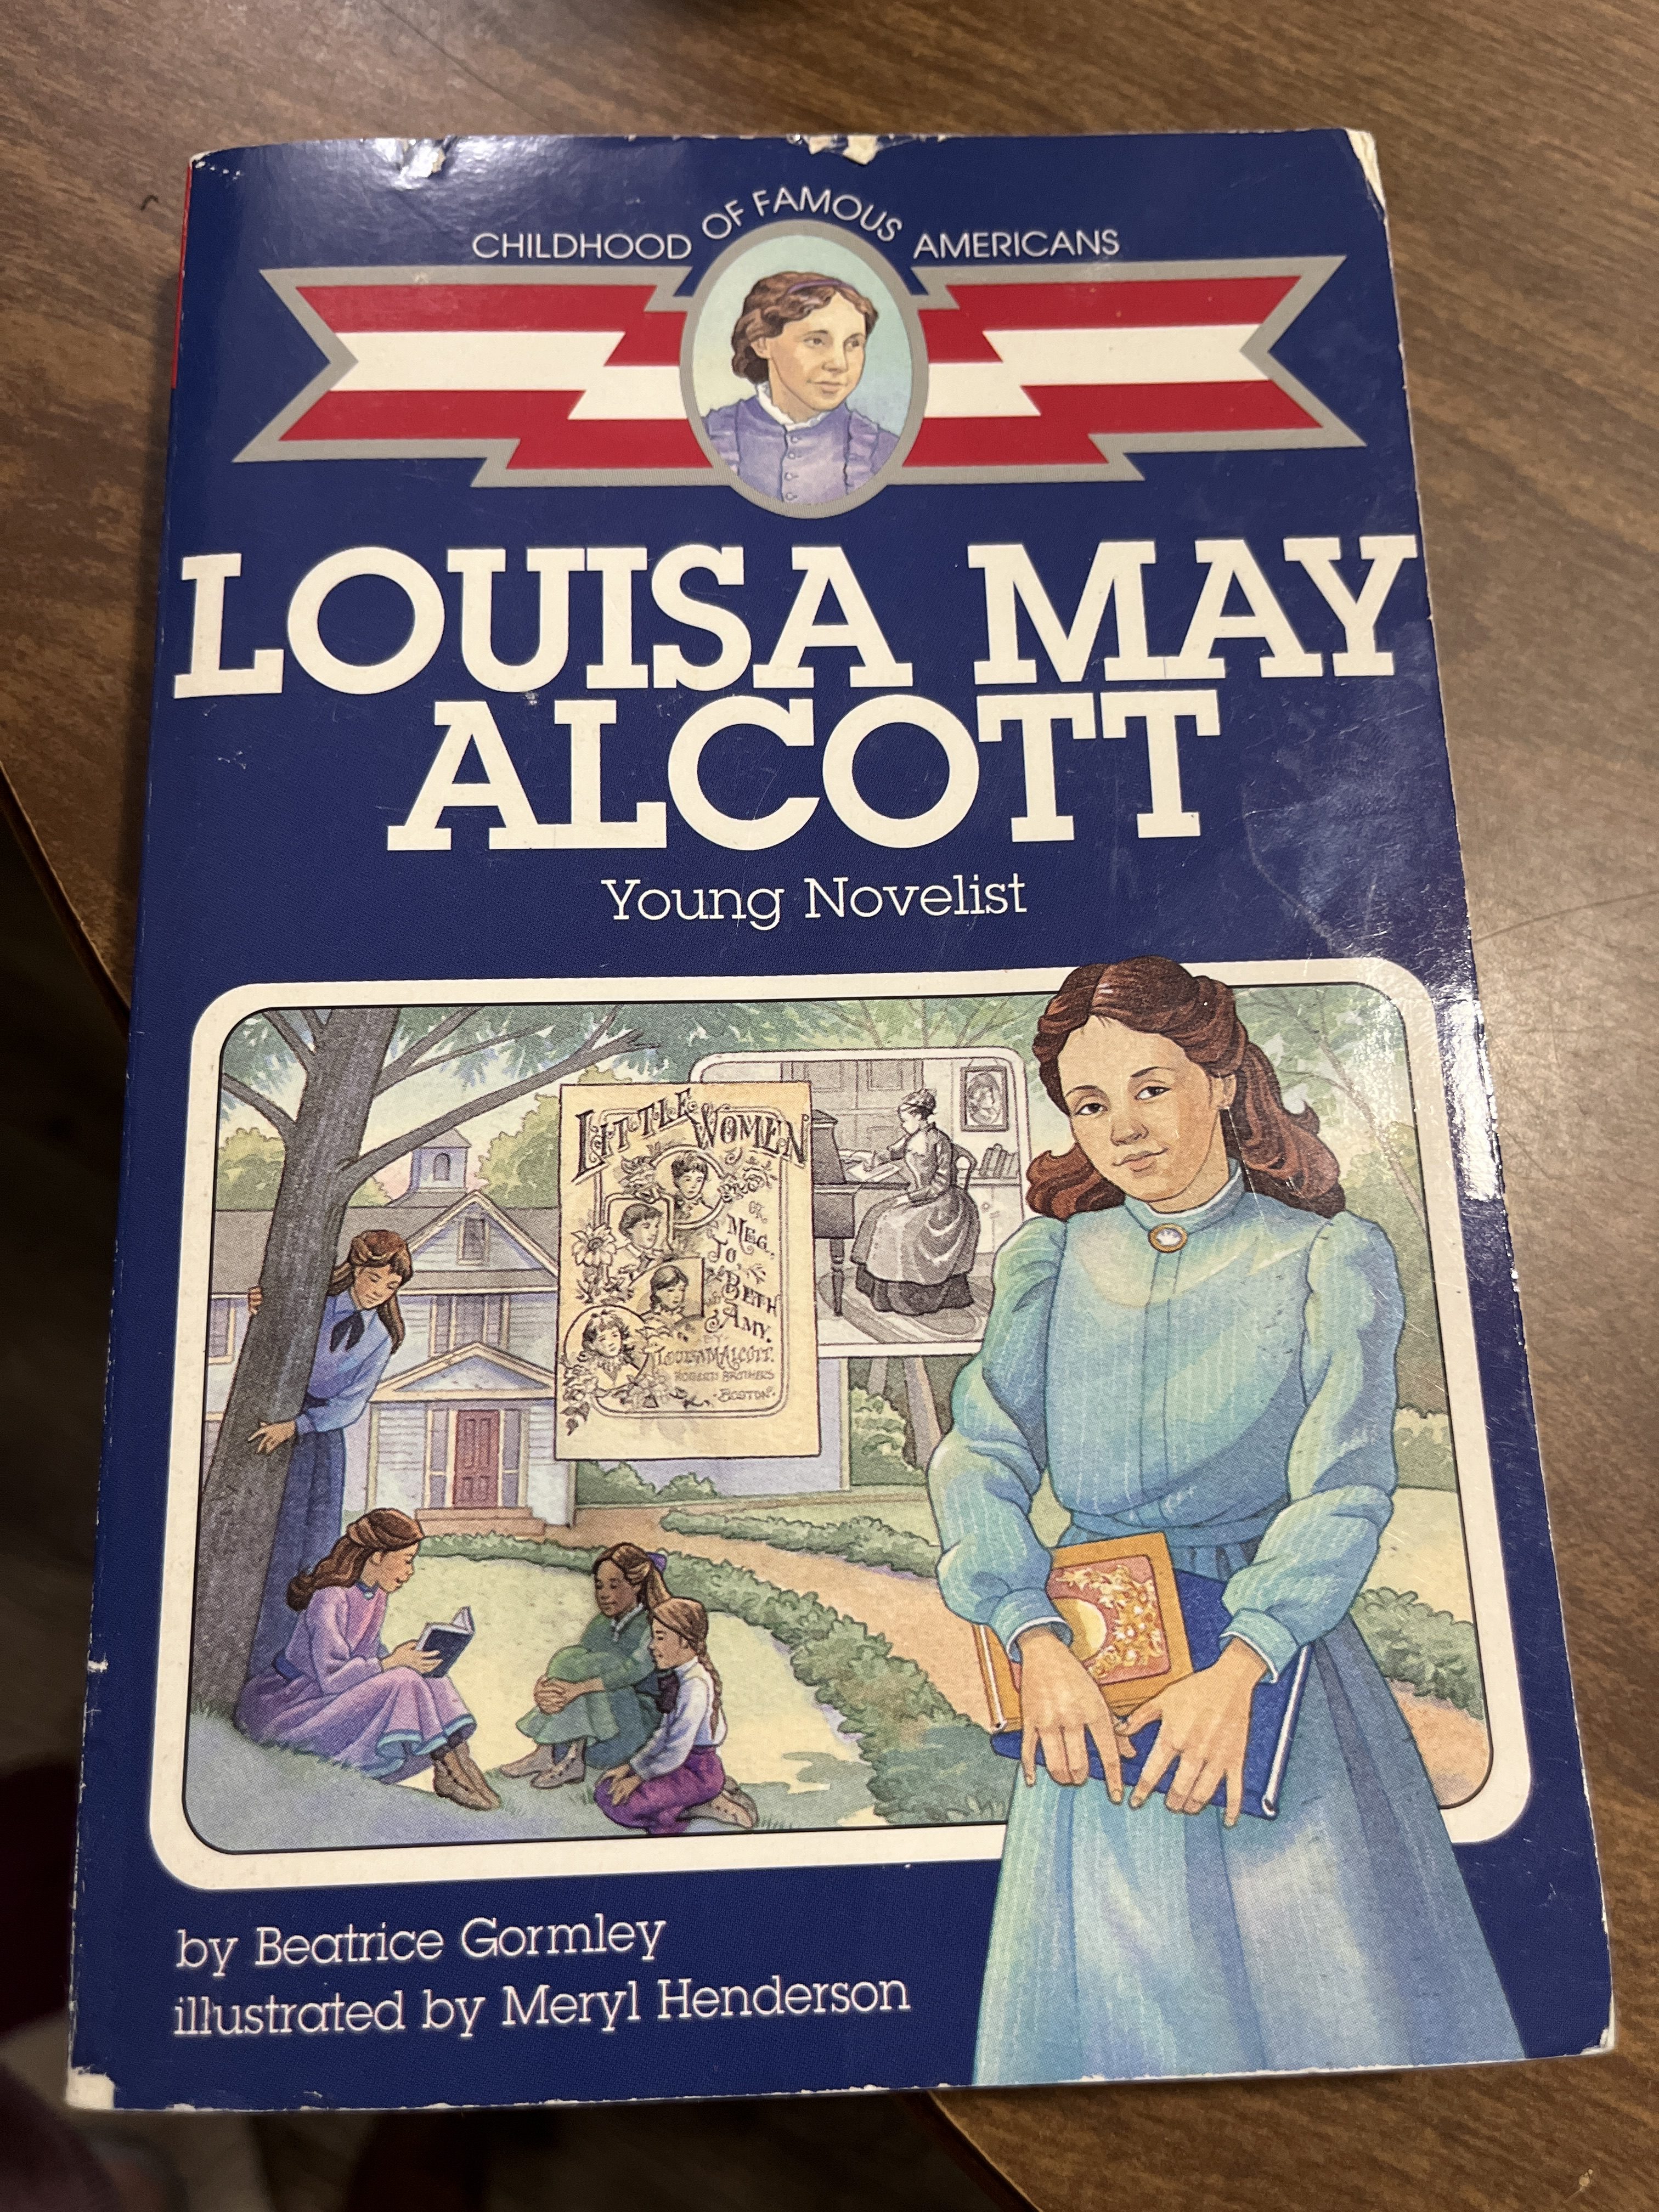 CHILDHOOD OF FAMOUS AMERICANS
LOUISA MAY
ALCOTT
Young Novelist
LITTLE WOMEN
OR
MEG,
JO
BETH
AMY.
LOUISA M. ALCOTT.
ROBERTS BROTHERS
BOSTON.
by Beatrice Gormley
illustrated by Meryl Henderson